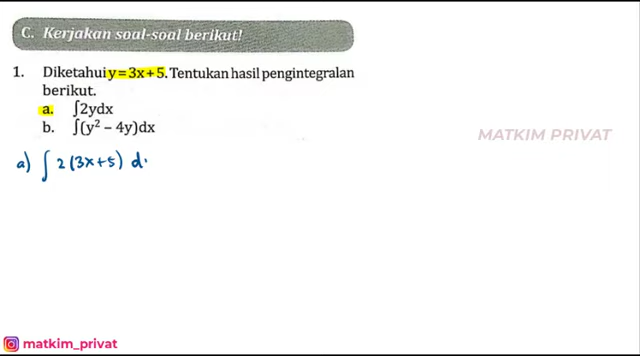 C. Kerjakan soal-soal berikut!
1. Diketahui y = 3x + 5. Tentukan hasil pengintegralan
berikut.
a. ∫2ydx
b. ∫(y² – 4y)dx
MATKIM PRIVAT
a) ∫ 2 (3x+5) d
matkim_privat